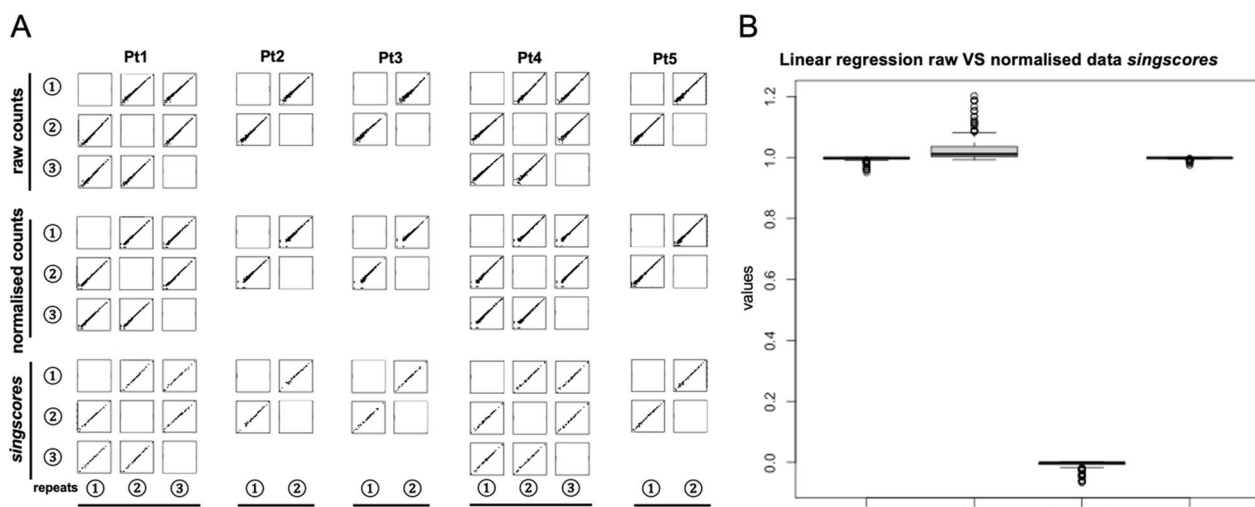 A
Pt1 Pt2 Pt3 Pt4 Pt5
raw counts
①
②
③
normalised counts
①
②
③
singscores
①
②
③
repeats ① ② ③ ① ② ① ② ① ② ③ ① ②
B
Linear regression raw VS normalised data singscores
values
1.2
1.0
0.8
0.6
0.4
0.2
0.0